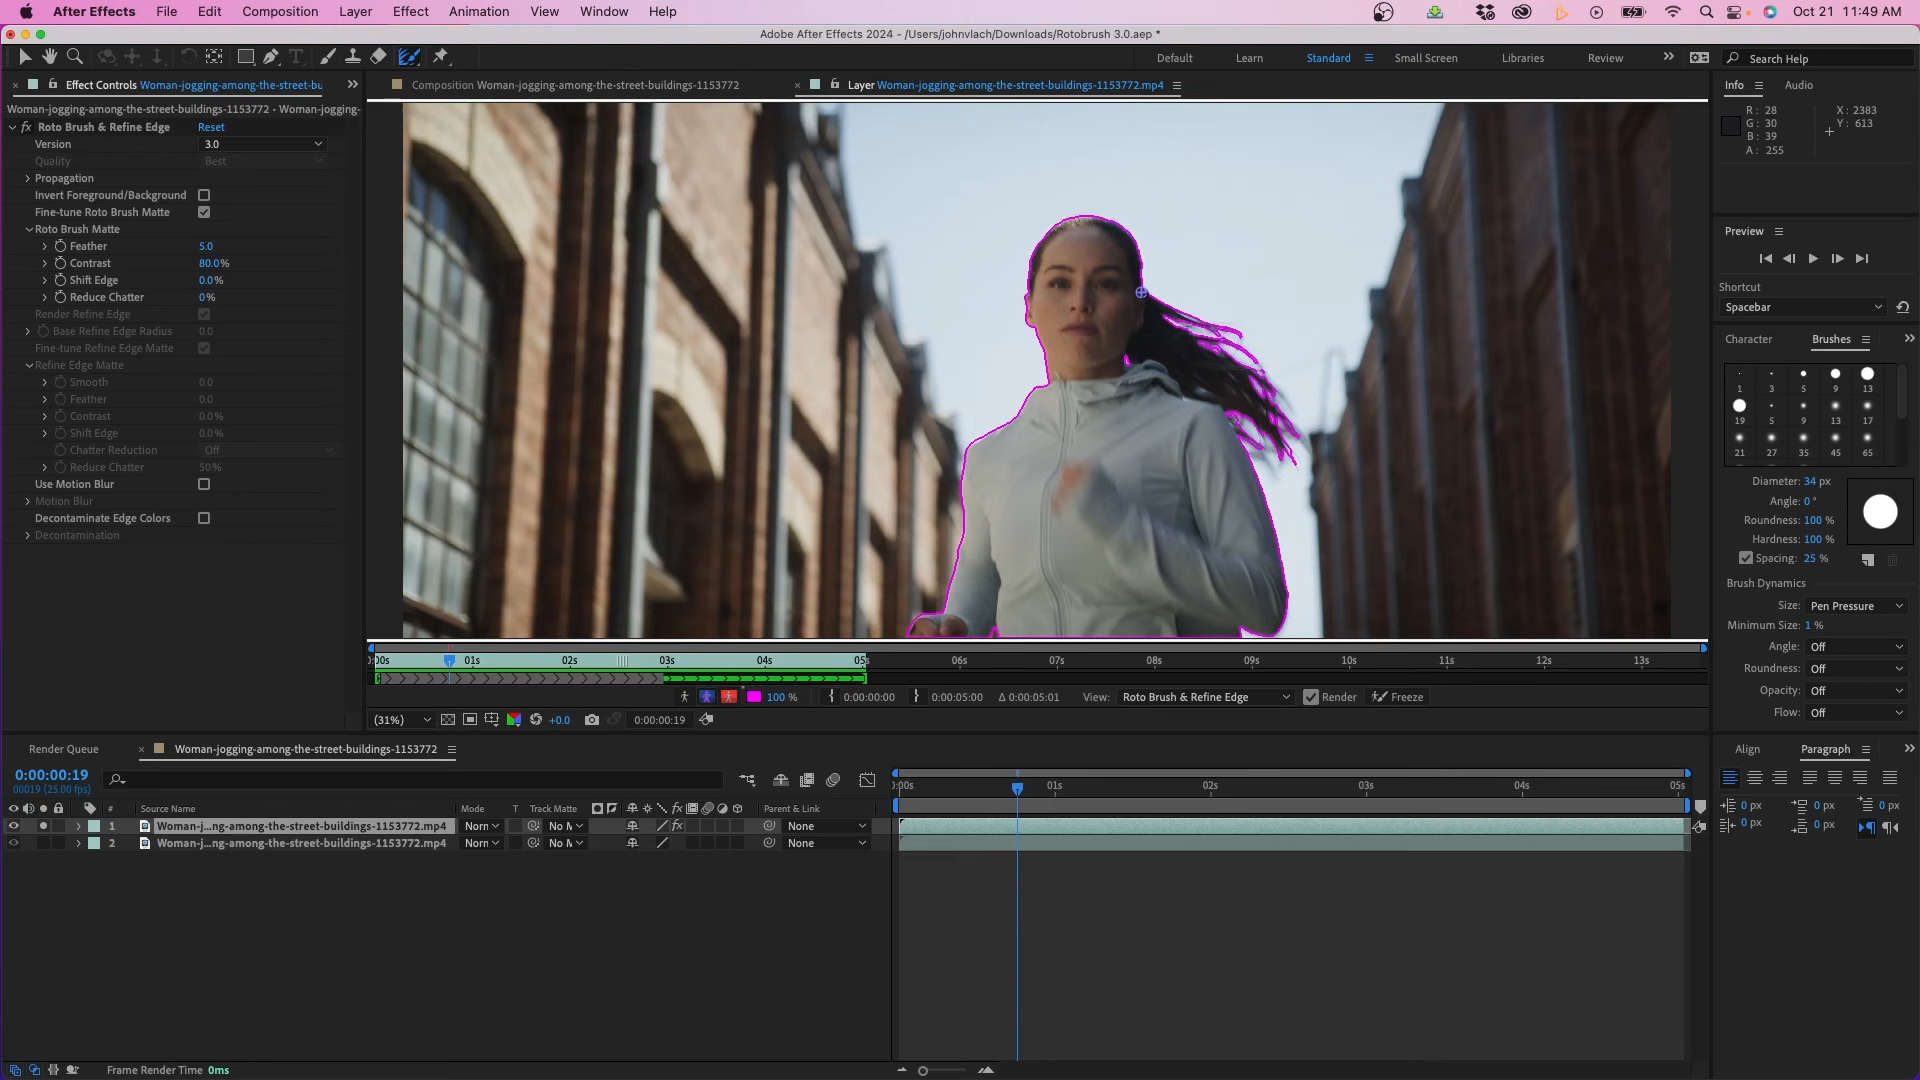 After Effects File Edit Composition Layer Effect Animation View Window Help Oct 21 11:49 AM
Adobe After Effects 2024 - /Users/johnvlach/Downloads/Rotobrush 3.0.aep *
Default Learn Standard Small Screen Libraries Review Search Help
Effect Controls Woman-jogging-among-the-street-bu
Composition Woman-jogging-among-the-street-buildings-1153772
Layer Woman-jogging-among-the-street-buildings-1153772.mp4
Info Audio
Woman-jogging-among-the-street-buildings-1153772 • Woman-jogging-
Roto Brush & Refine Edge Reset
Version 3.0
Quality Best
Propagation
Invert Foreground/Background
Fine-tune Roto Brush Matte
Roto Brush Matte
Feather 5.0
Contrast 80.0%
Shift Edge 0.0%
Reduce Chatter 0%
Render Refine Edge
Base Refine Edge Radius 0.0
Fine-tune Refine Edge Matte
Refine Edge Matte
Smooth 0.0
Feather 0.0
Contrast 0.0%
Shift Edge 0.0%
Chatter Reduction Off
Reduce Chatter 50%
Use Motion Blur
Motion Blur
Decontaminate Edge Colors
Decontamination
R: 28 X: 2383
G: 30 Y: 613
B: 39
A: 255
Preview
Shortcut
Spacebar
Character Brushes
1 3 5 9 13
19 5 9 13 17
21 27 35 45 65
Diameter: 34 px
Angle: 0 °
Roundness: 100 %
Hardness: 100 %
Spacing: 25 %
Brush Dynamics
Size: Pen Pressure
Minimum Size: 1 %
Angle: Off
Roundness: Off
Opacity: Off
Flow: Off
:00s 01s 02s 03s 04s 05s 06s 07s 08s 09s 10s 11s 12s 13s
100 % 0:00:00:00 0:00:05:00 Δ 0:00:05:01 View: Roto Brush & Refine Edge Render Freeze
(31%) +0.0 0:00:00:19
Render Queue Woman-jogging-among-the-street-buildings-1153772
Align Paragraph
0:00:00:19
00019 (25.00 fps)
:00s 01s 02s 03s 04s 05s
# Source Name Mode T Track Matte Parent & Link
1 Woman-j...ng-among-the-street-buildings-1153772.mp4 Norn No M None
2 Woman-j...ng-among-the-street-buildings-1153772.mp4 Norn No M None
0 px 0 px 0 px
0 px 0 px
Frame Render Time 0ms